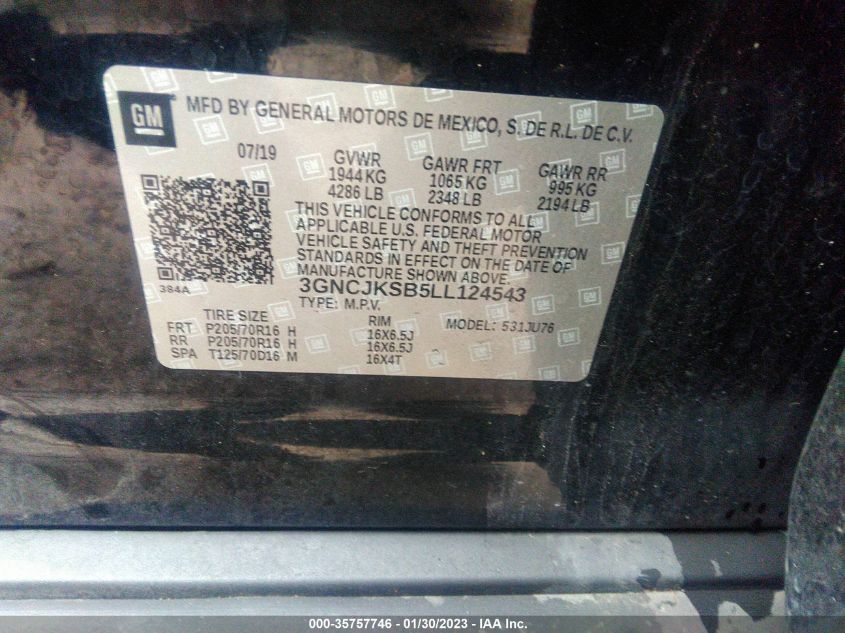 GM
MFD BY GENERAL MOTORS DE MEXICO, S. DE R.L. DE C.V.
07/19 GVWR GAWR FRT GAWR RR
1944 KG 1065 KG 995 KG
4286 LB 2348 LB 2194 LB
THIS VEHICLE CONFORMS TO ALL
APPLICABLE U.S. FEDERAL MOTOR
VEHICLE SAFETY AND THEFT PREVENTION
STANDARDS IN EFFECT ON THE DATE OF
MANUFACTURE SHOWN ABOVE.
384A
3GNCJKSB5LL124543
TYPE: M.P.V.
TIRE SIZE RIM MODEL: 531JU76
FRT P205/70R16 H 16X6.5J
RR P205/70R16 H 16X6.5J
SPA T125/70D16 M 16X4T
000-35757746 - 01/30/2023 - IAA Inc.